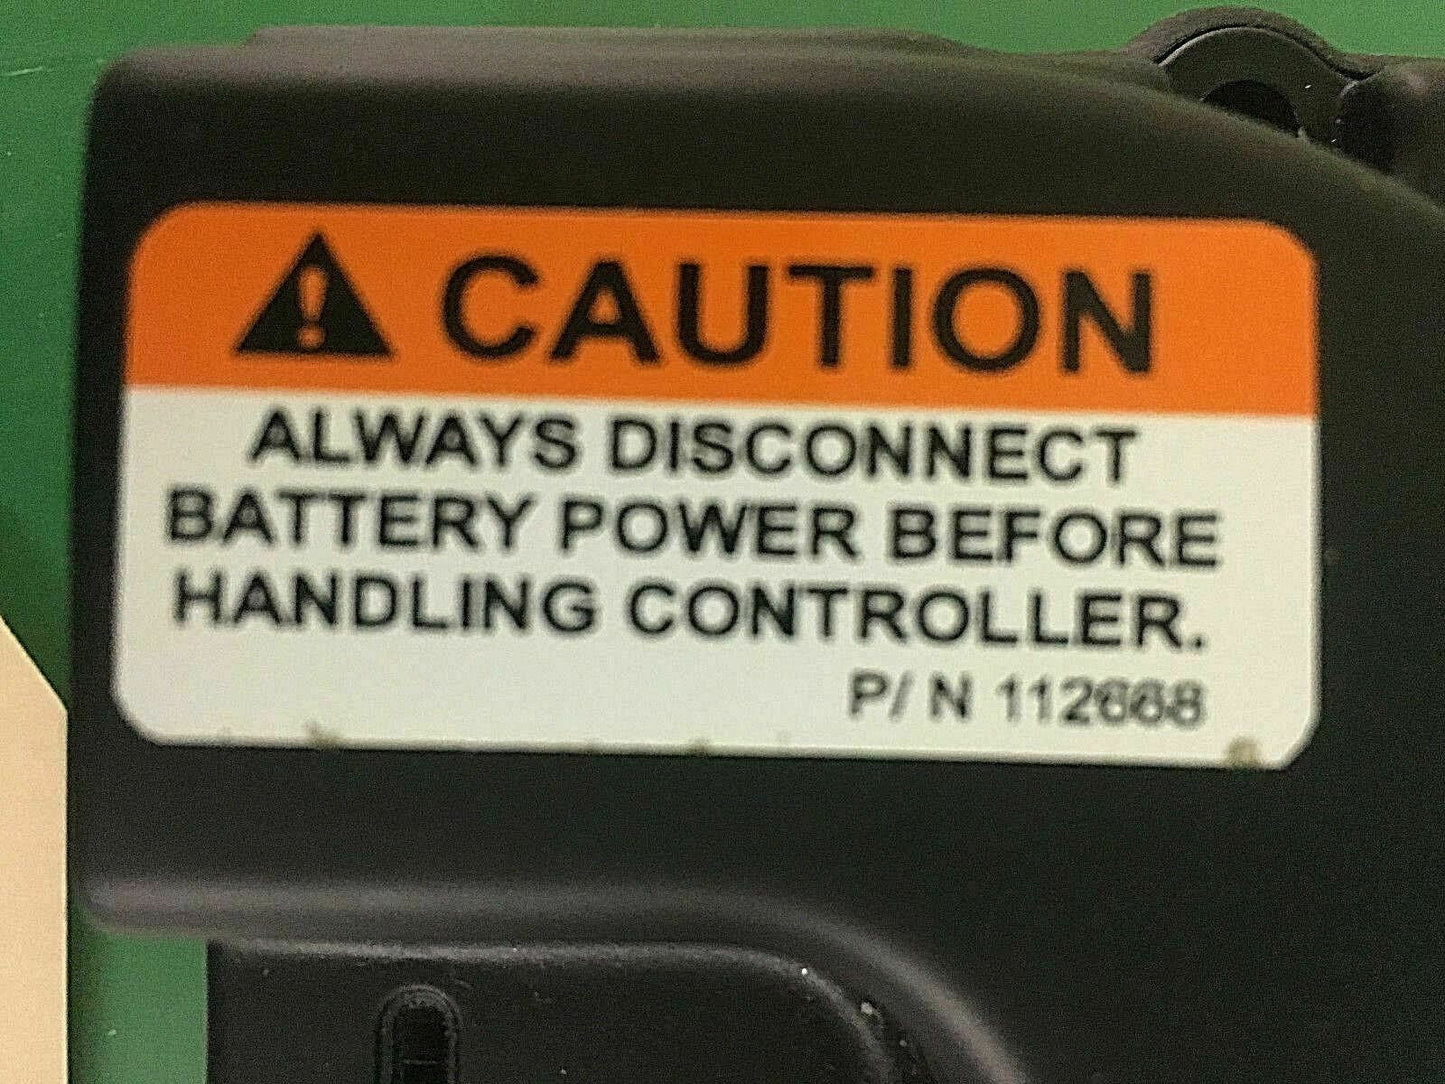 CAUTION
ALWAYS DISCONNECT
BATTERY POWER BEFORE
HANDLING CONTROLLER.
P/ N 112668